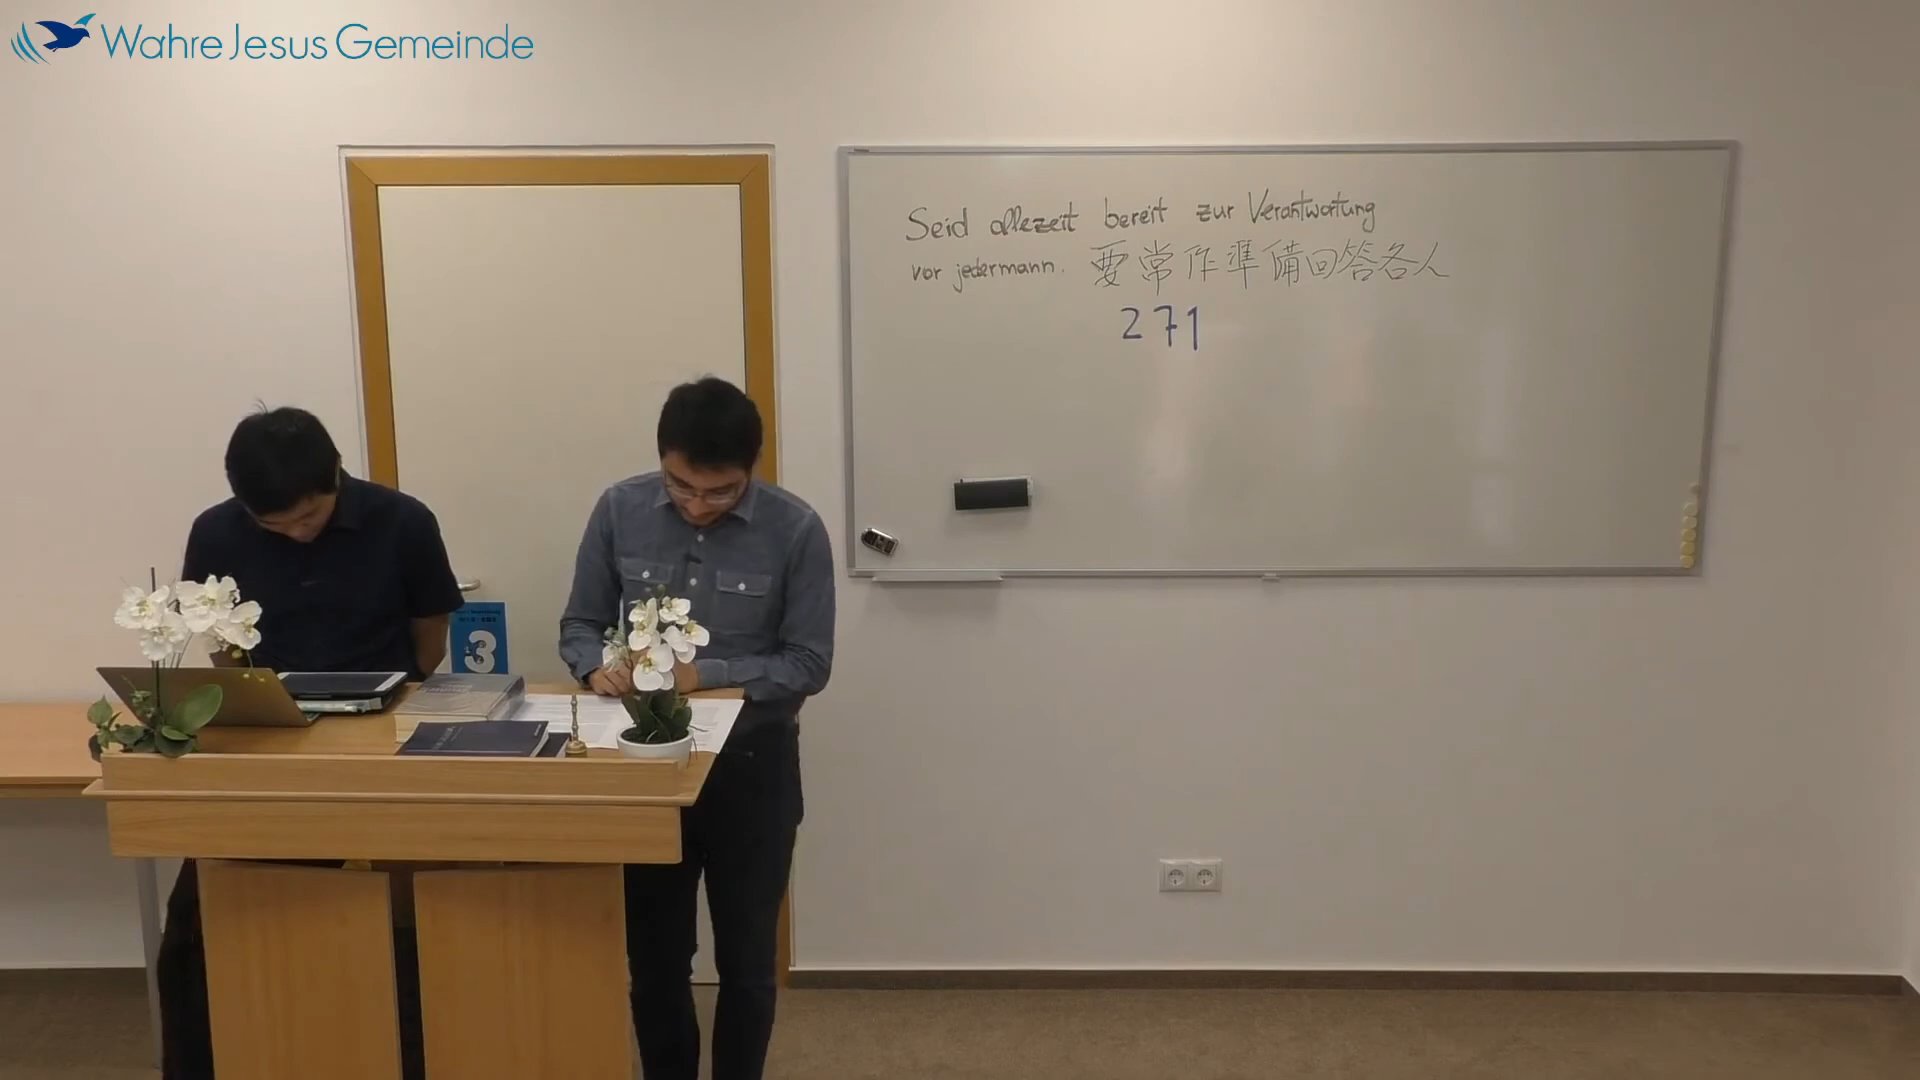 Wahre Jesus Gemeinde
Seid allezeit bereit zur Verantwortung
vor jedermann. 要常作準備回答各人
271
3